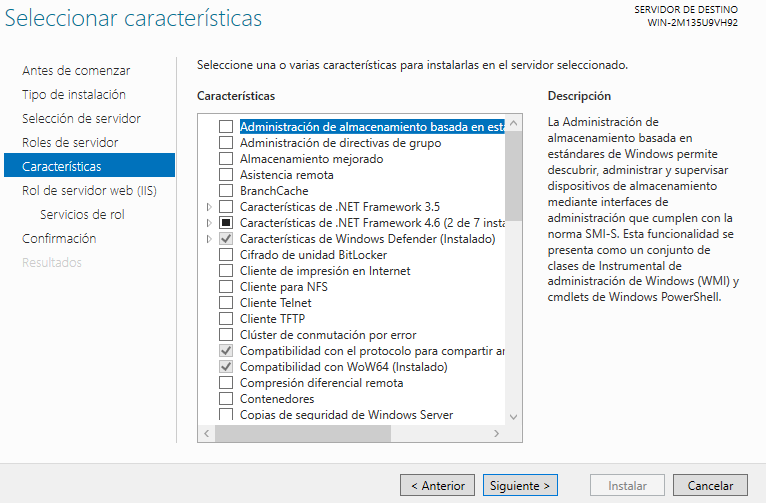 Seleccionar características
SERVIDOR DE DESTINO
WIN-2M135U9VH92
Antes de comenzar
Tipo de instalación
Selección de servidor
Roles de servidor
Características
Rol de servidor web (IIS)
Servicios de rol
Confirmación
Resultados
Seleccione una o varias características para instalarlas en el servidor seleccionado.
Características
Administración de almacenamiento basada en está
Administración de directivas de grupo
Almacenamiento mejorado
Asistencia remota
BranchCache
Características de .NET Framework 3.5
Características de .NET Framework 4.6 (2 de 7 insta
Características de Windows Defender (Instalado)
Cifrado de unidad BitLocker
Cliente de impresión en Internet
Cliente para NFS
Cliente Telnet
Cliente TFTP
Clúster de conmutación por error
Compatibilidad con el protocolo para compartir ar
Compatibilidad con WoW64 (Instalado)
Compresión diferencial remota
Contenedores
Copias de seguridad de Windows Server
Descripción
La Administración de
almacenamiento basada en
estándares de Windows permite
descubrir, administrar y supervisar
dispositivos de almacenamiento
mediante interfaces de
administración que cumplen con la
norma SMI-S. Esta funcionalidad se
presenta como un conjunto de
clases de Instrumental de
administración de Windows (WMI) y
cmdlets de Windows PowerShell.
< Anterior
Siguiente >
Instalar
Cancelar